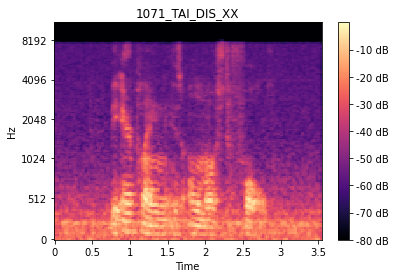 1071_TAI_DIS_XX
8192
4096
2048
1024
512
0
Hz
0 0.5 1 1.5 2 2.5 3 3.5
Time
-10 dB
-20 dB
-30 dB
-40 dB
-50 dB
-60 dB
-70 dB
-80 dB